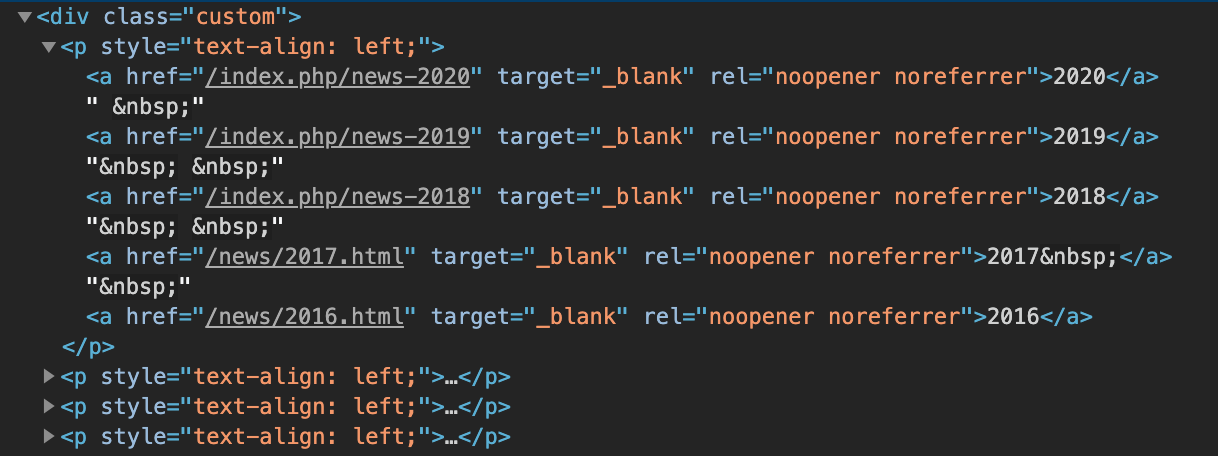 ▼<div class="custom">
▼<p style="text-align: left;">
<a href="/index.php/news-2020" target="_blank" rel="noopener noreferrer">2020</a>
" &nbsp;"
<a href="/index.php/news-2019" target="_blank" rel="noopener noreferrer">2019</a>
"&nbsp; &nbsp;"
<a href="/index.php/news-2018" target="_blank" rel="noopener noreferrer">2018</a>
"&nbsp; &nbsp;"
<a href="/news/2017.html" target="_blank" rel="noopener noreferrer">2017&nbsp;</a>
"&nbsp;"
<a href="/news/2016.html" target="_blank" rel="noopener noreferrer">2016</a>
</p>
▶<p style="text-align: left;">…</p>
▶<p style="text-align: left;">…</p>
▶<p style="text-align: left;">…</p>